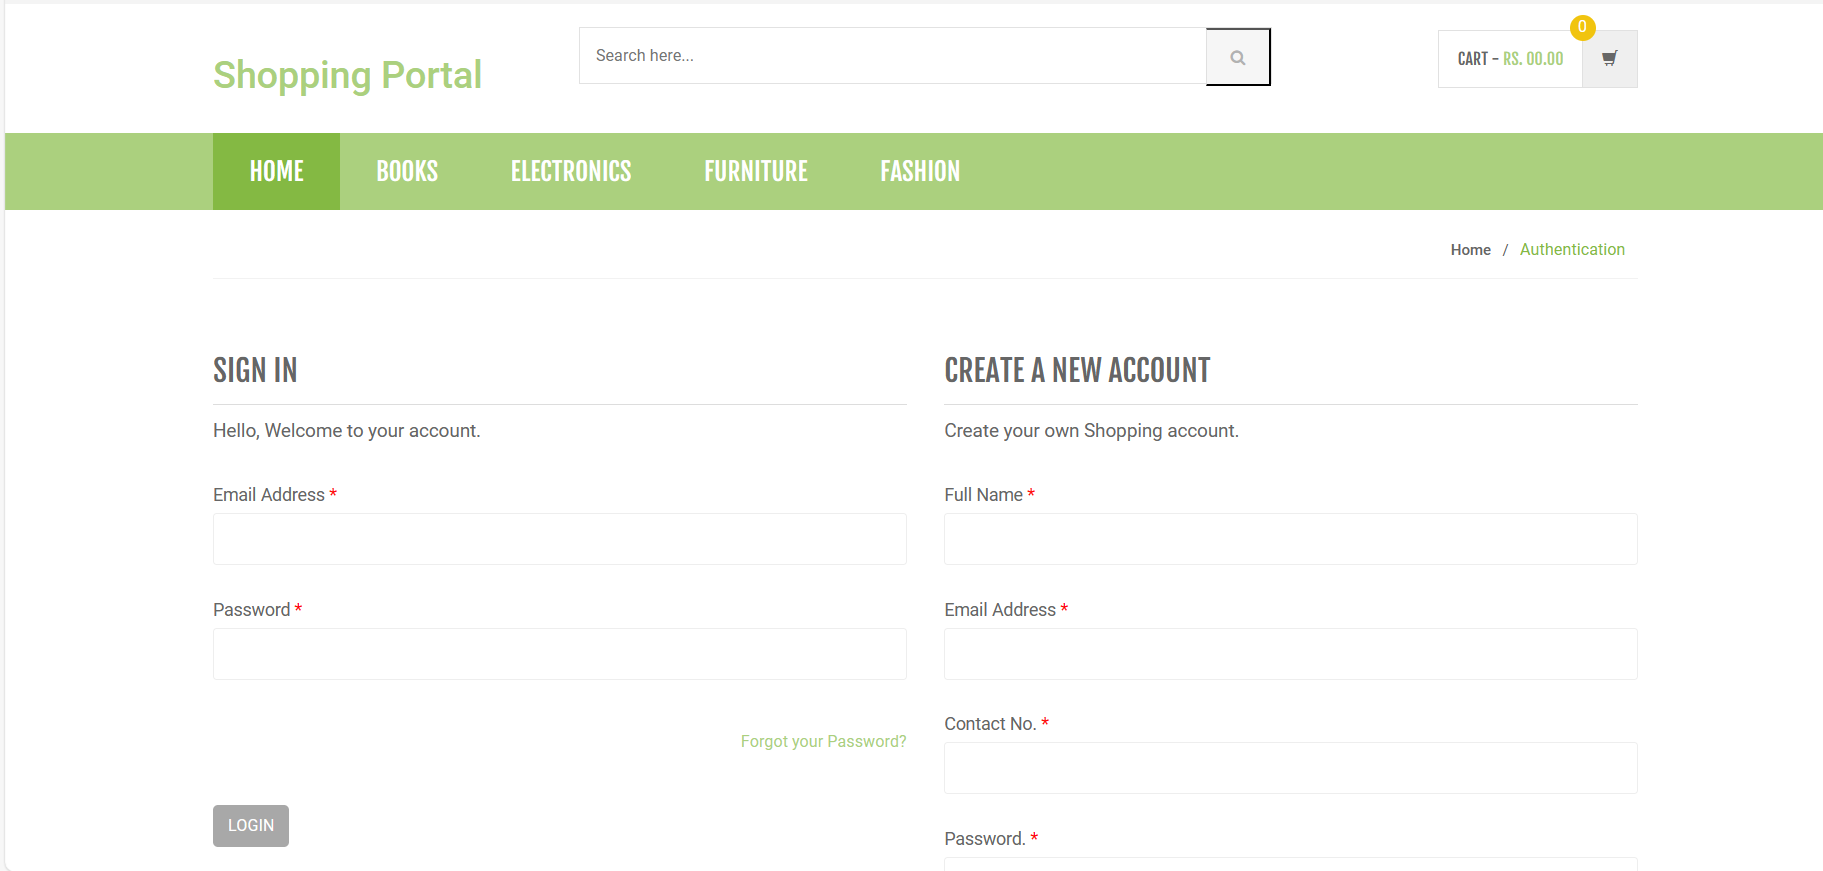 Shopping Portal
Search here...
CART - RS. 00.00
0
HOME BOOKS ELECTRONICS FURNITURE FASHION
Home / Authentication
SIGN IN
Hello, Welcome to your account.
Email Address *
Password *
Forgot your Password?
LOGIN
CREATE A NEW ACCOUNT
Create your own Shopping account.
Full Name *
Email Address *
Contact No. *
Password. *